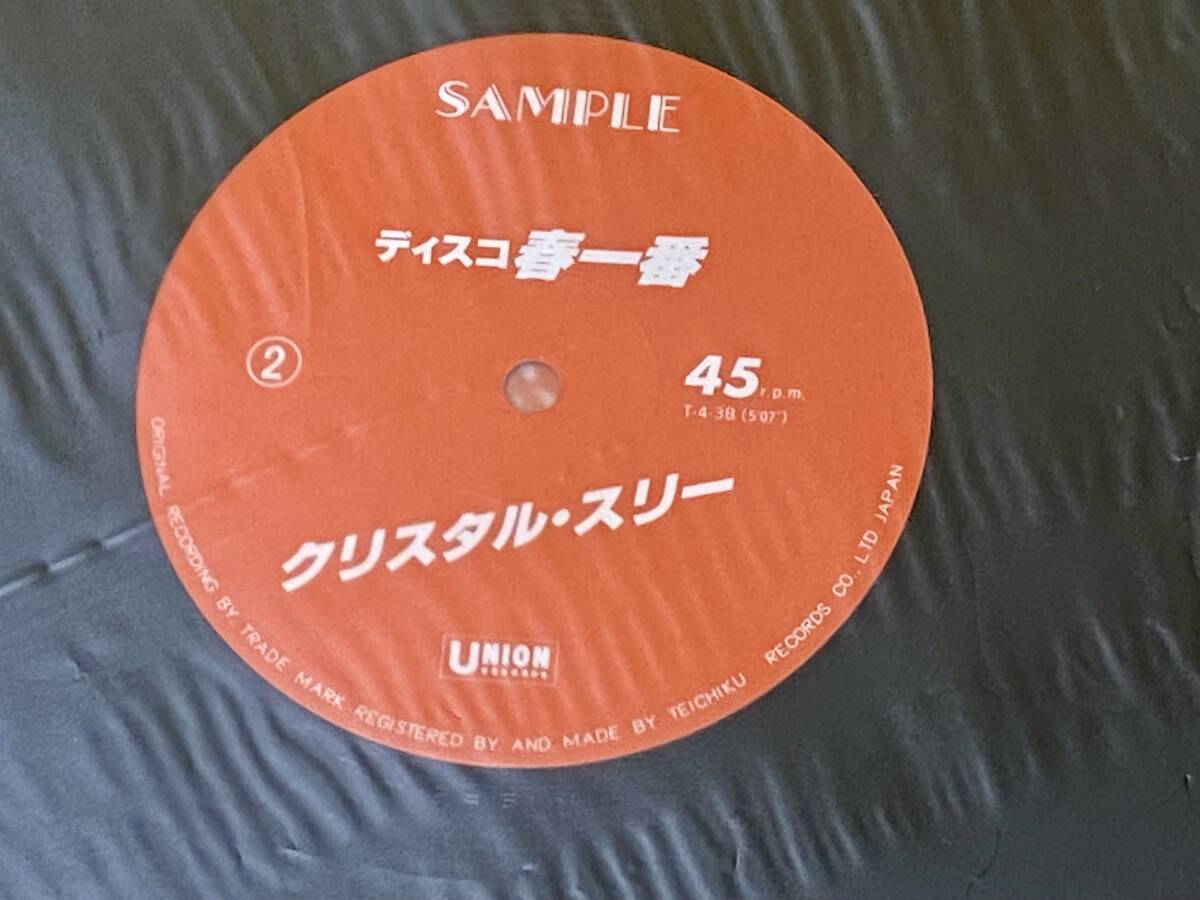 SAMPLE
ディスコ春一番
②
45 r.p.m.
T-4-3B (5'07")
クリスタル・スリー
UNION
RECORDS
ORIGINAL RECORDING BY TRADE MARK REGISTERED BY AND MADE BY TEICHIKU RECORDS CO., LTD JAPAN